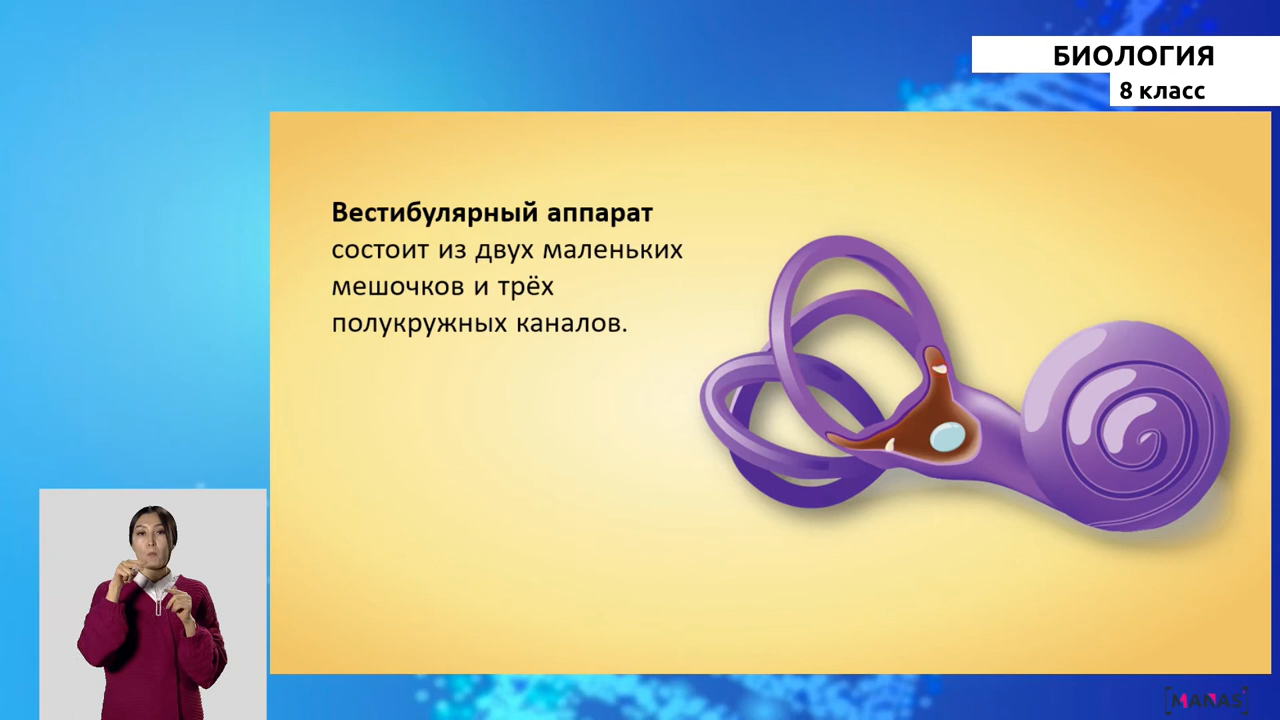 БИОЛОГИЯ
8 класс
Вестибулярный аппарат
состоит из двух маленьких
мешочков и трёх
полукружных каналов.
MANAS